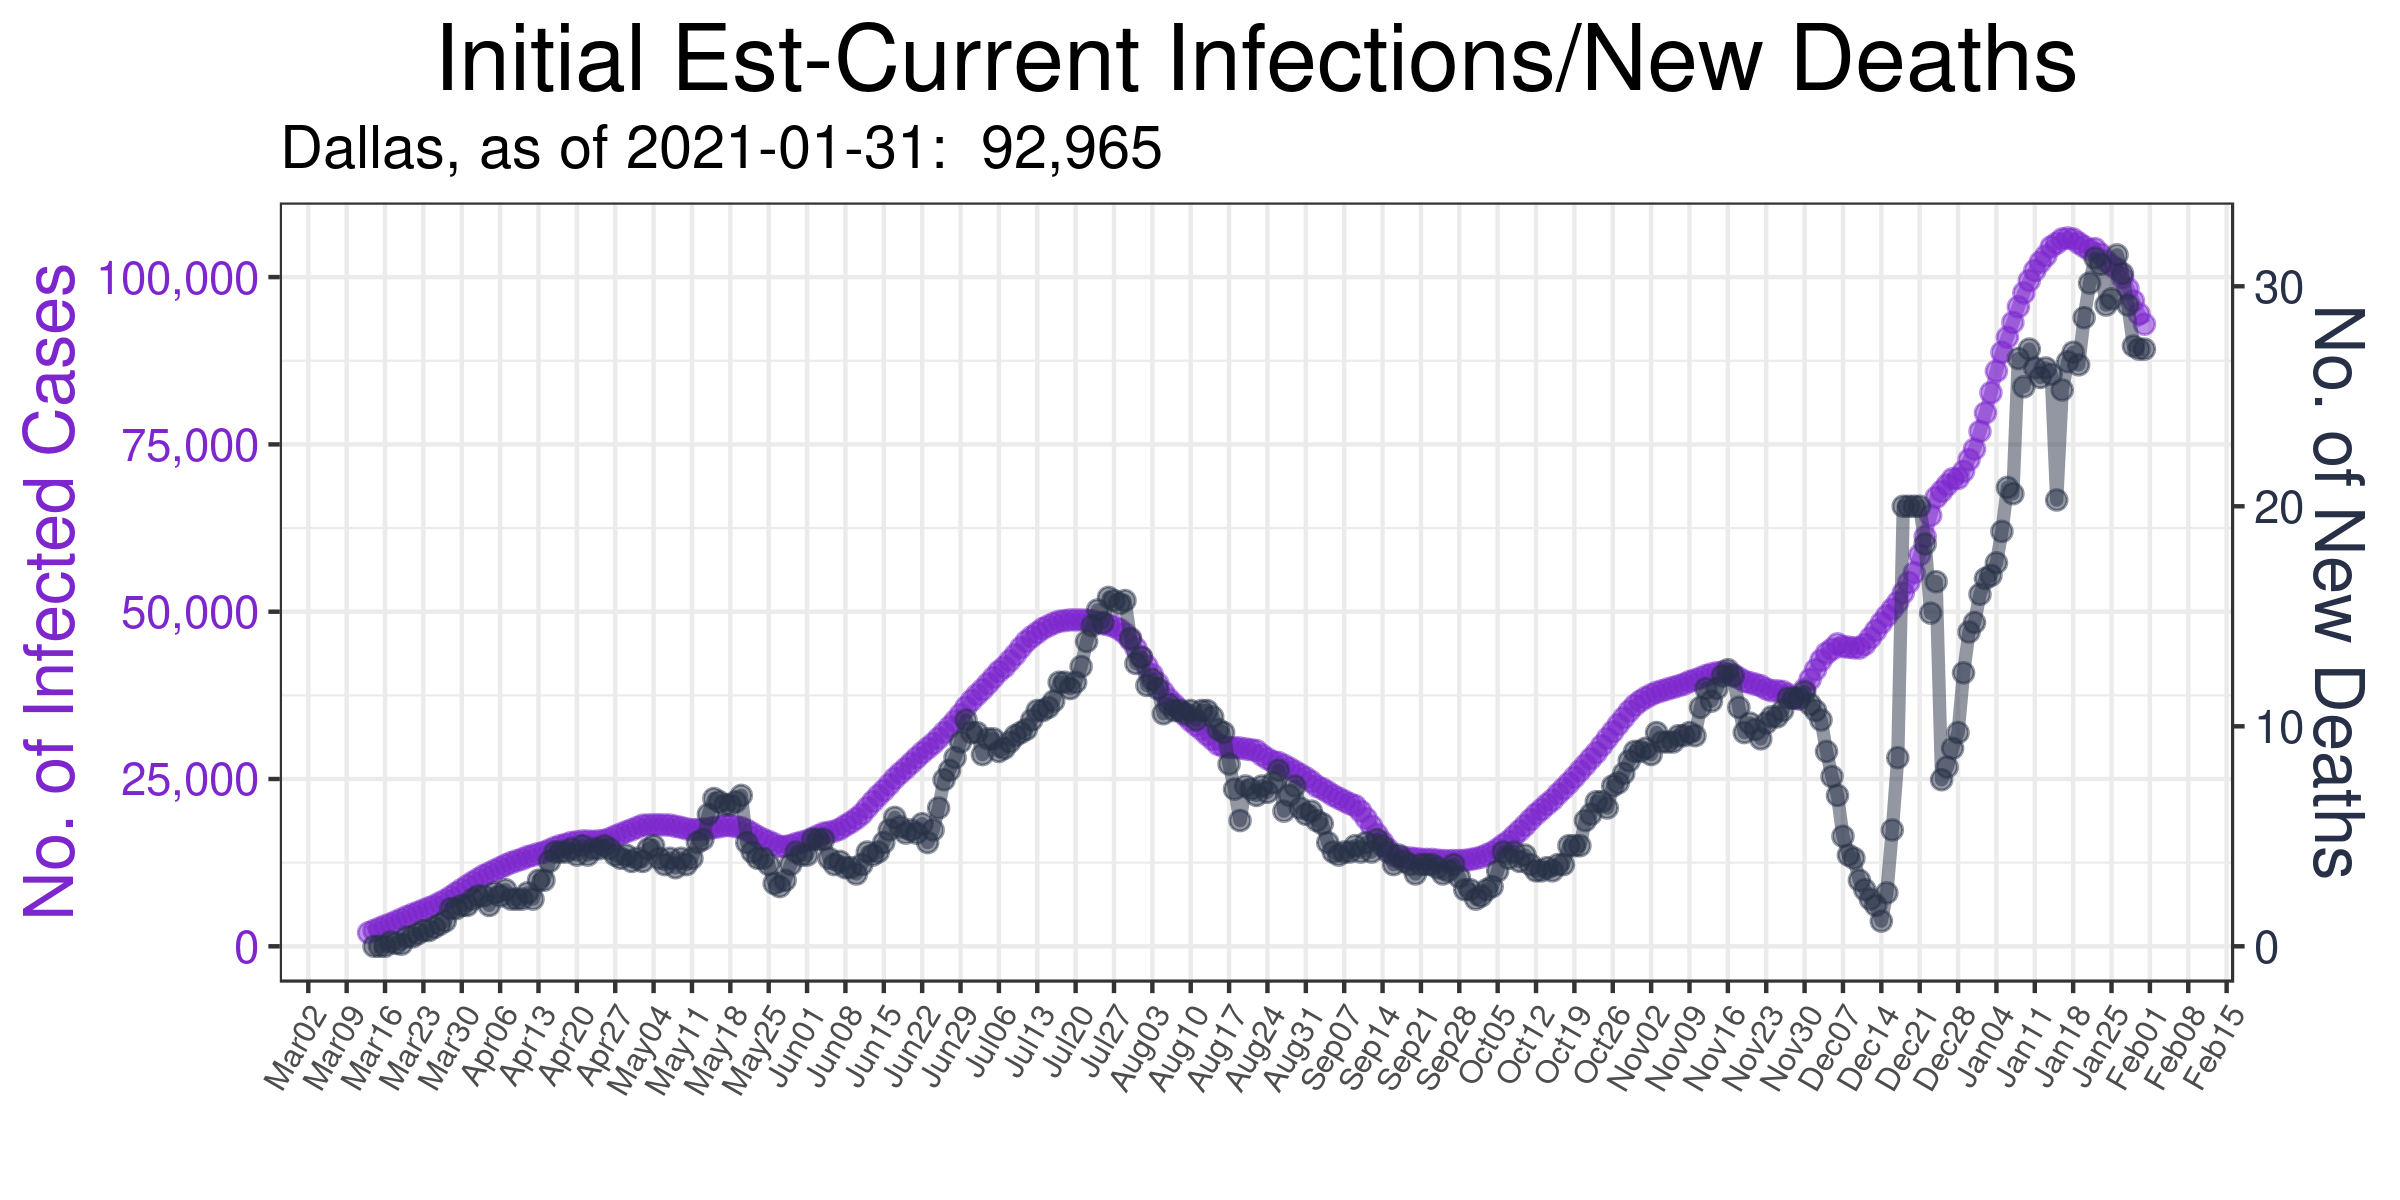 Initial Est-Current Infections/New Deaths
Dallas, as of 2021-01-31:  92,965
No. of Infected Cases
100,000
75,000
50,000
25,000
0
30
20
10
0
No. of New Deaths
Mar02
Mar09
Mar16
Mar23
Mar30
Apr06
Apr13
Apr20
Apr27
May04
May11
May18
May25
Jun01
Jun08
Jun15
Jun22
Jun29
Jul06
Jul13
Jul20
Jul27
Aug03
Aug10
Aug17
Aug24
Aug31
Sep07
Sep14
Sep21
Sep28
Oct05
Oct12
Oct19
Oct26
Nov02
Nov09
Nov16
Nov23
Nov30
Dec07
Dec14
Dec21
Dec28
Jan04
Jan11
Jan18
Jan25
Feb01
Feb08
Feb15